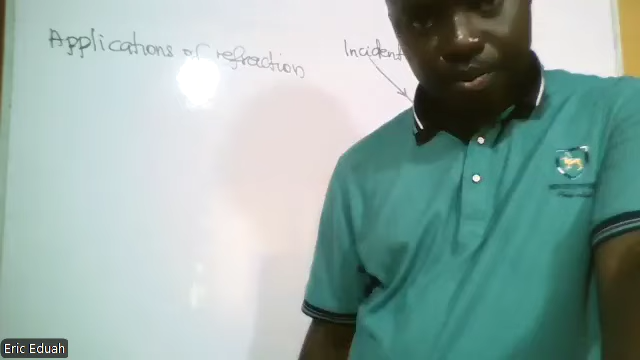 Applications of refraction
Incident
Eric Eduah